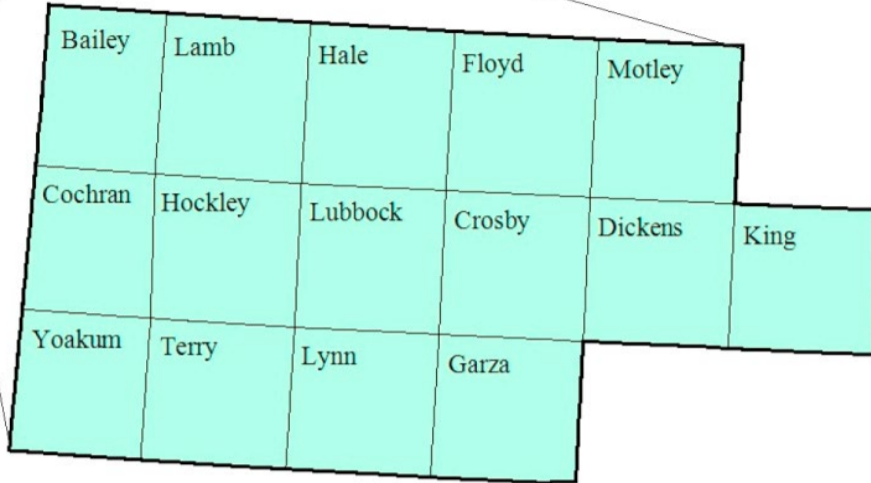 Bailey
Lamb
Hale
Floyd
Motley
Cochran
Hockley
Lubbock
Crosby
Dickens
King
Yoakum
Terry
Lynn
Garza